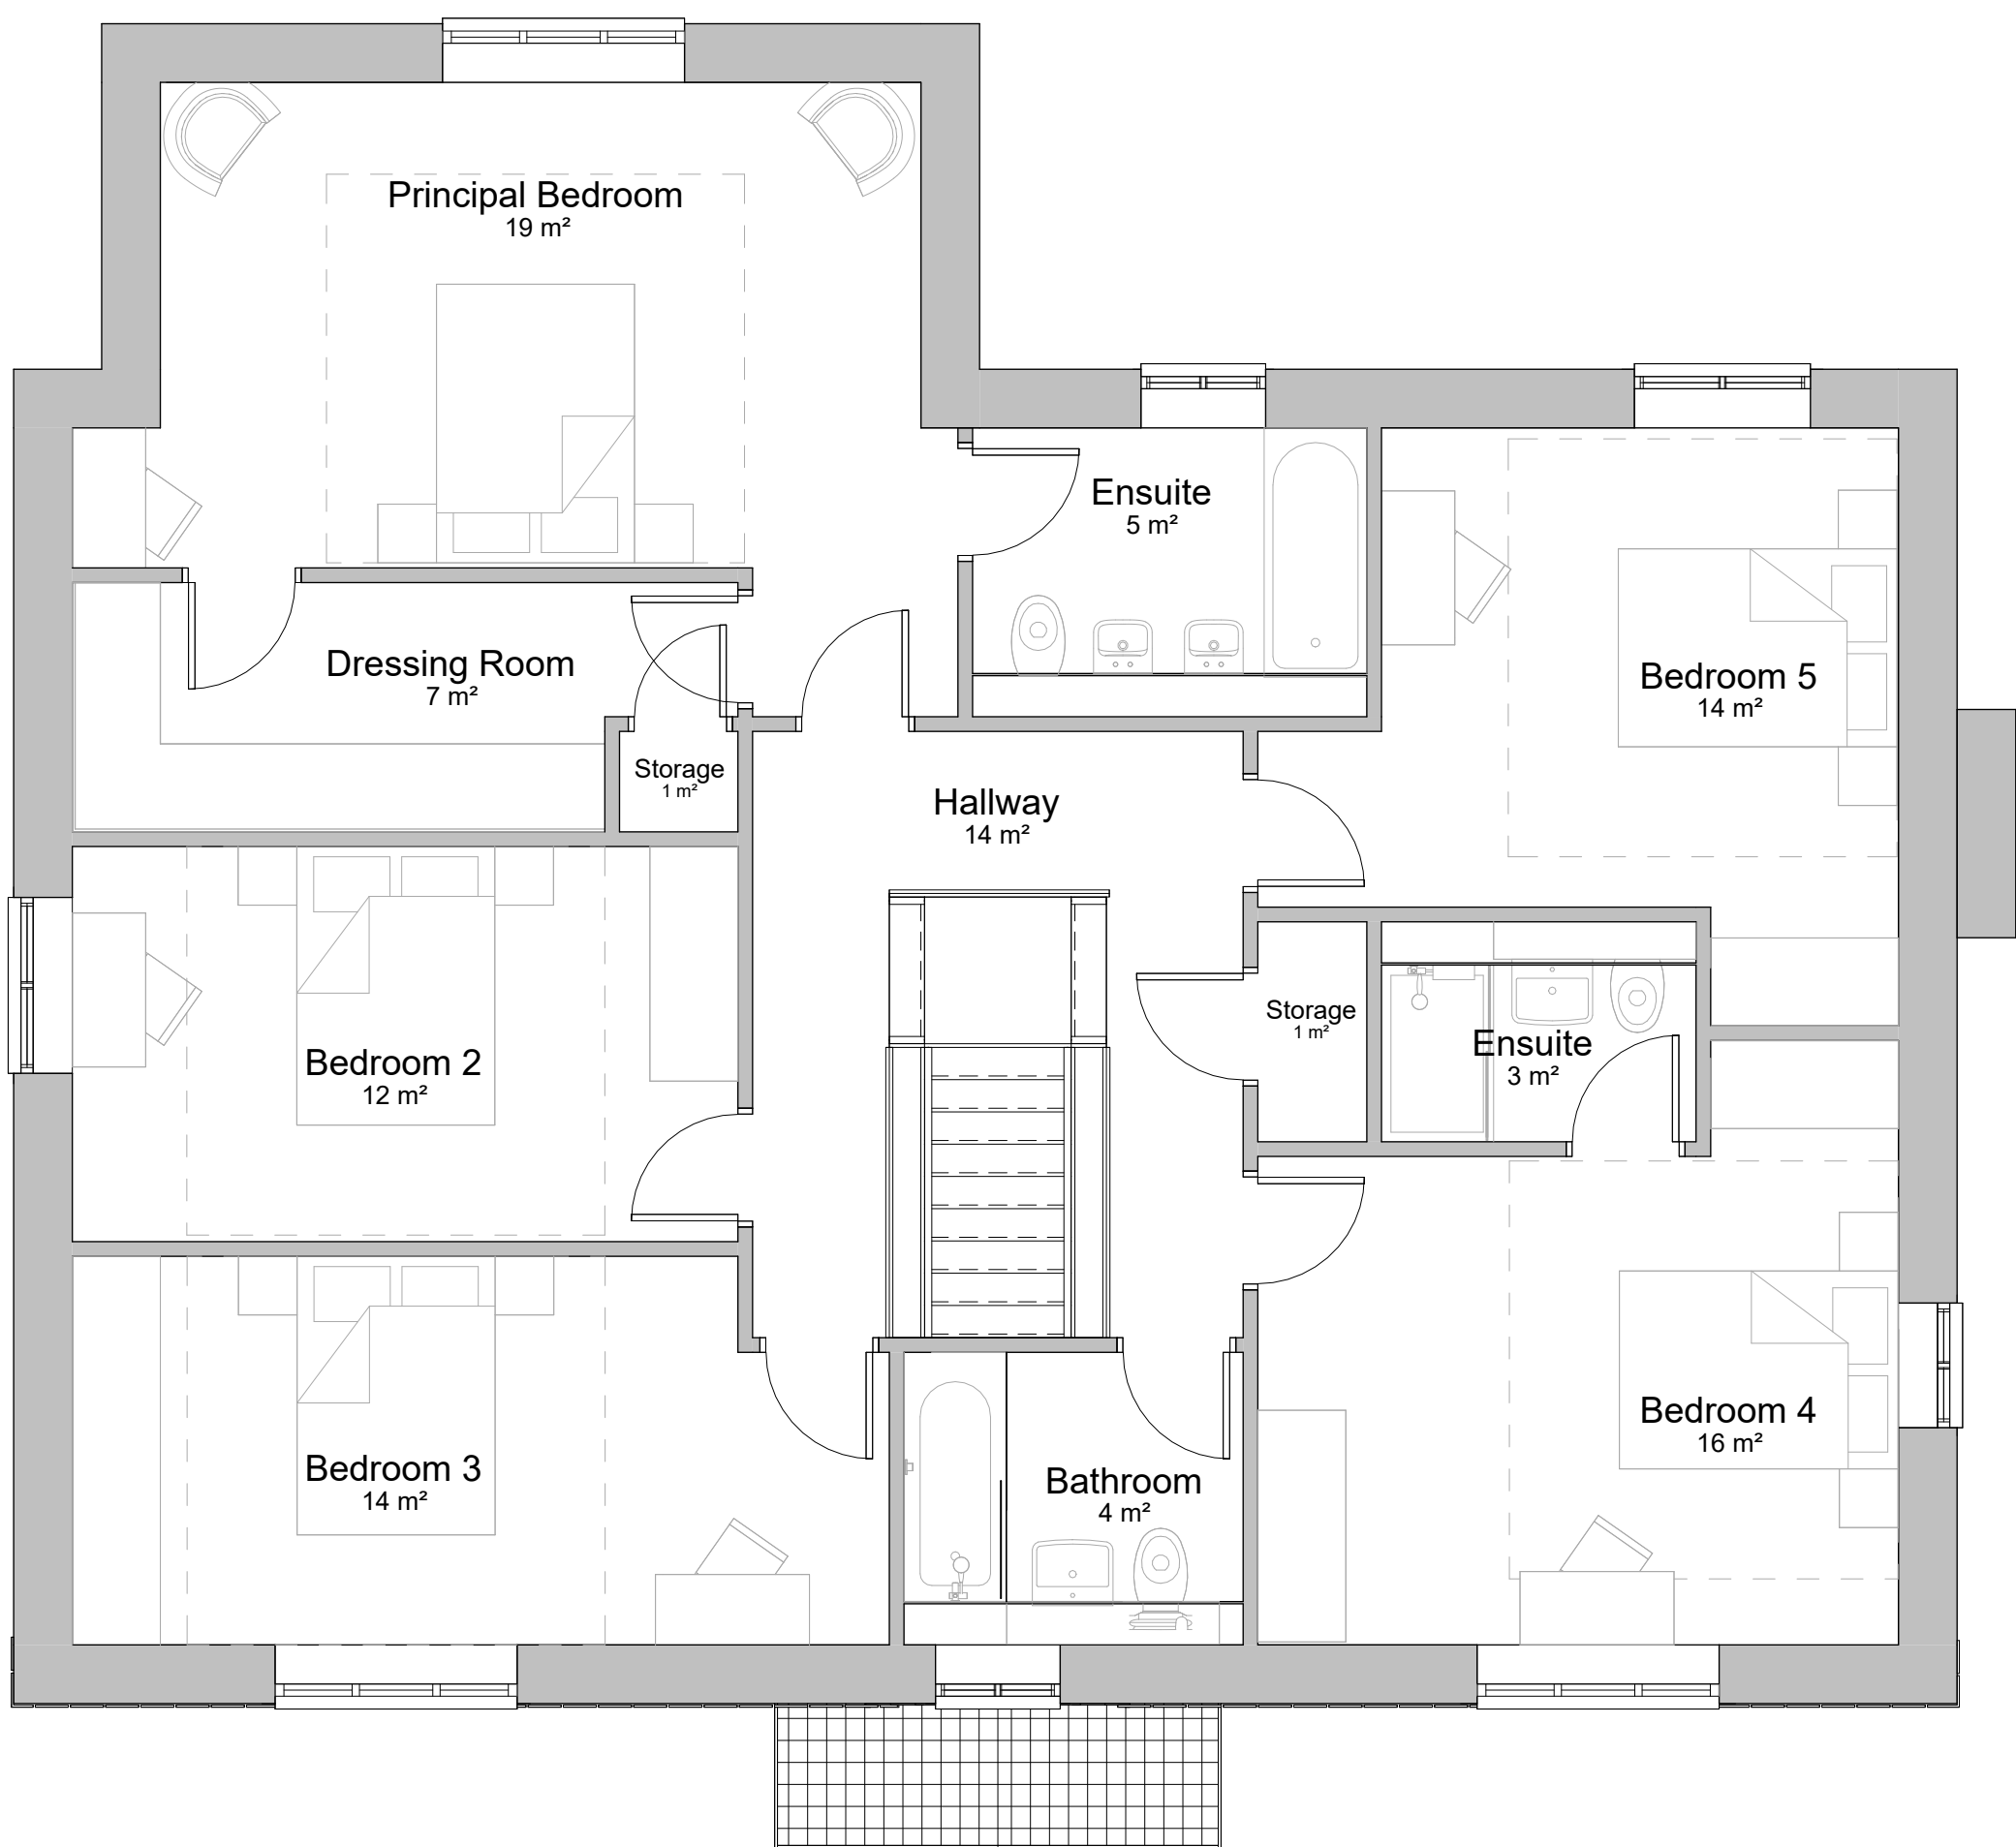 Principal Bedroom
19 m²
Ensuite
5 m²
Dressing Room
7 m²
Bedroom 5
14 m²
Storage
1 m²
Hallway
14 m²
Storage
1 m²
Ensuite
3 m²
Bedroom 2
12 m²
Bedroom 4
16 m²
Bedroom 3
14 m²
Bathroom
4 m²